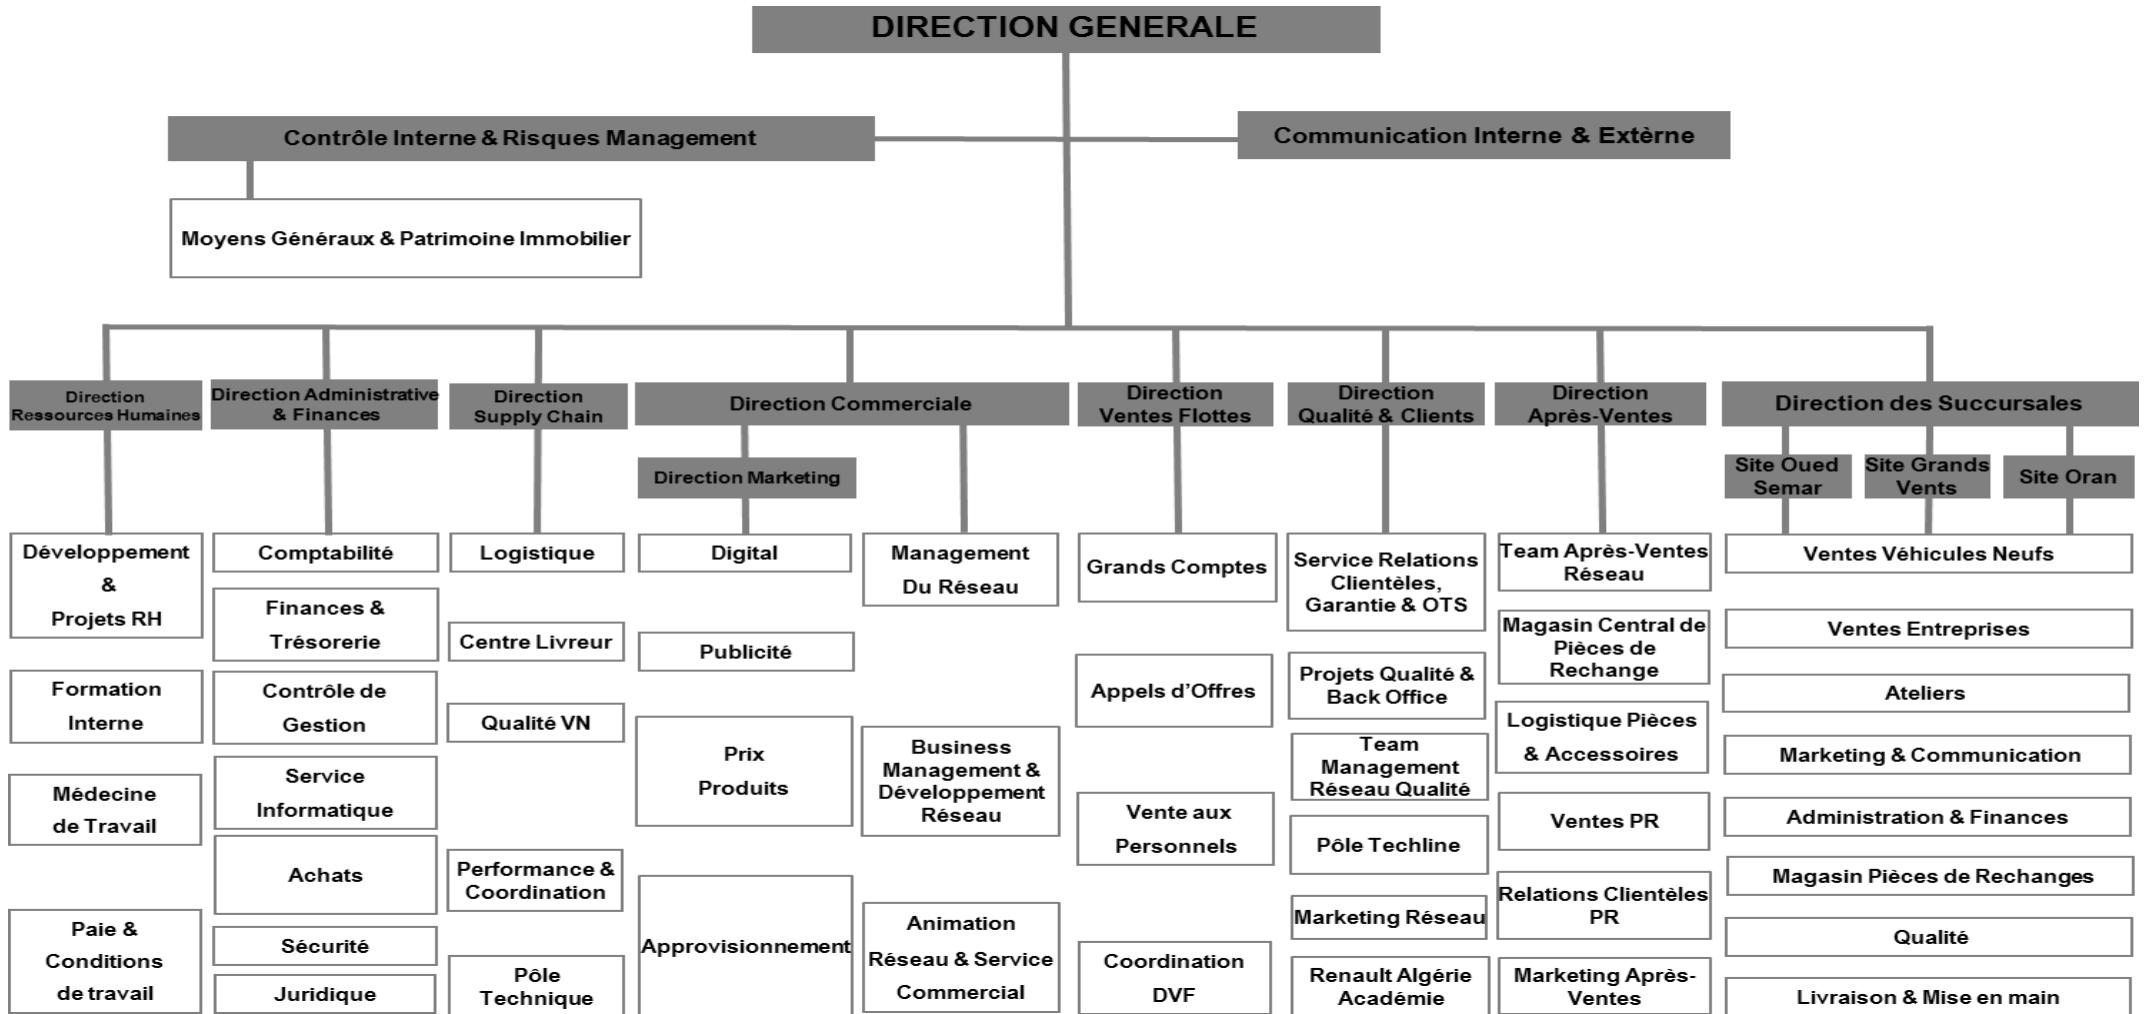 DIRECTION GENERALE
Contrôle Interne & Risques Management
Communication Interne & Extèrne
Moyens Généraux & Patrimoine Immobilier
Direction
Ressources Humaines
Développement
&
Projets RH
Formation
Interne
Médecine
de Travail
Paie &
Conditions
de travail
Direction Administrative
& Finances
Comptabilité
Finances &
Trésorerie
Contrôle de
Gestion
Service
Informatique
Achats
Sécurité
Juridique
Direction
Supply Chain
Logistique
Centre Livreur
Qualité VN
Performance &
Coordination
Pôle
Technique
Direction Commerciale
Direction Marketing
Digital
Publicité
Prix
Produits
Approvisionnement
Management
Du Réseau
Business
Management &
Développement
Réseau
Animation
Réseau & Service
Commercial
Direction
Ventes Flottes
Grands Comptes
Appels d’Offres
Vente aux
Personnels
Coordination
DVF
Direction
Qualité & Clients
Service Relations
Clientèles,
Garantie & OTS
Projets Qualité &
Back Office
Team
Management
Réseau Qualité
Pôle Techline
Marketing Réseau
Renault Algérie
Académie
Direction
Après-Ventes
Team Après-Ventes
Réseau
Magasin Central de
Pièces de
Rechange
Logistique Pièces
& Accessoires
Ventes PR
Relations Clientèles
PR
Marketing Après-
Ventes
Direction des Succursales
Site Oued
Semar
Site Grands
Vents
Site Oran
Ventes Véhicules Neufs
Ventes Entreprises
Ateliers
Marketing & Communication
Administration & Finances
Magasin Pièces de Rechanges
Qualité
Livraison & Mise en main